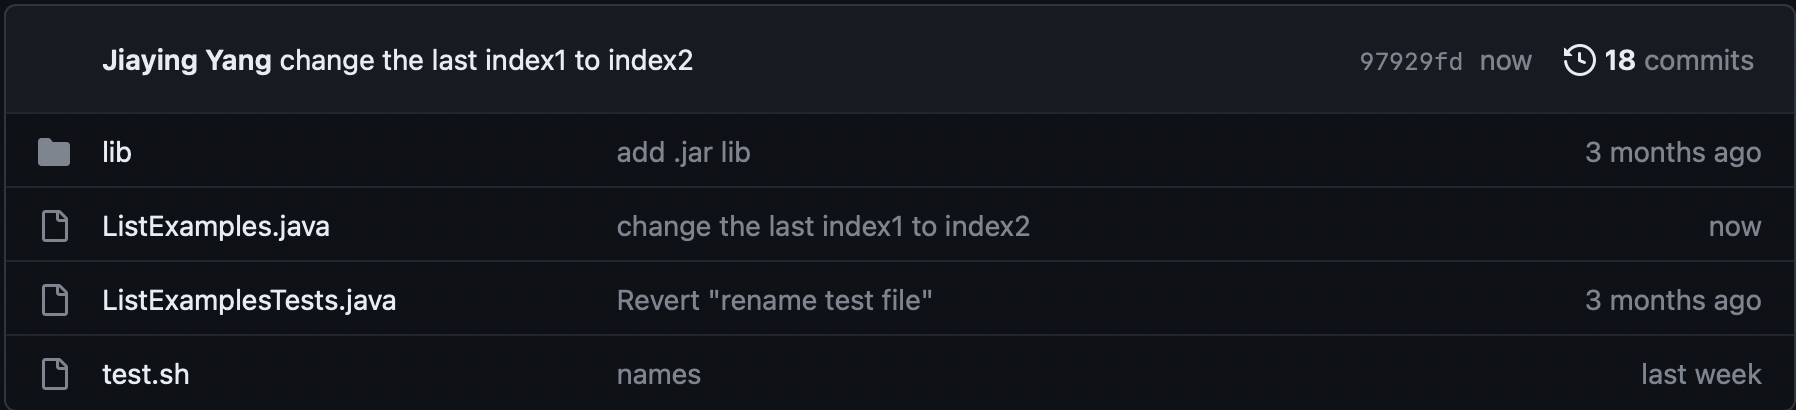 Jiaying Yang change the last index1 to index2 97929fd now 18 commits
lib add .jar lib 3 months ago
ListExamples.java change the last index1 to index2 now
ListExamplesTests.java Revert "rename test file" 3 months ago
test.sh names last week